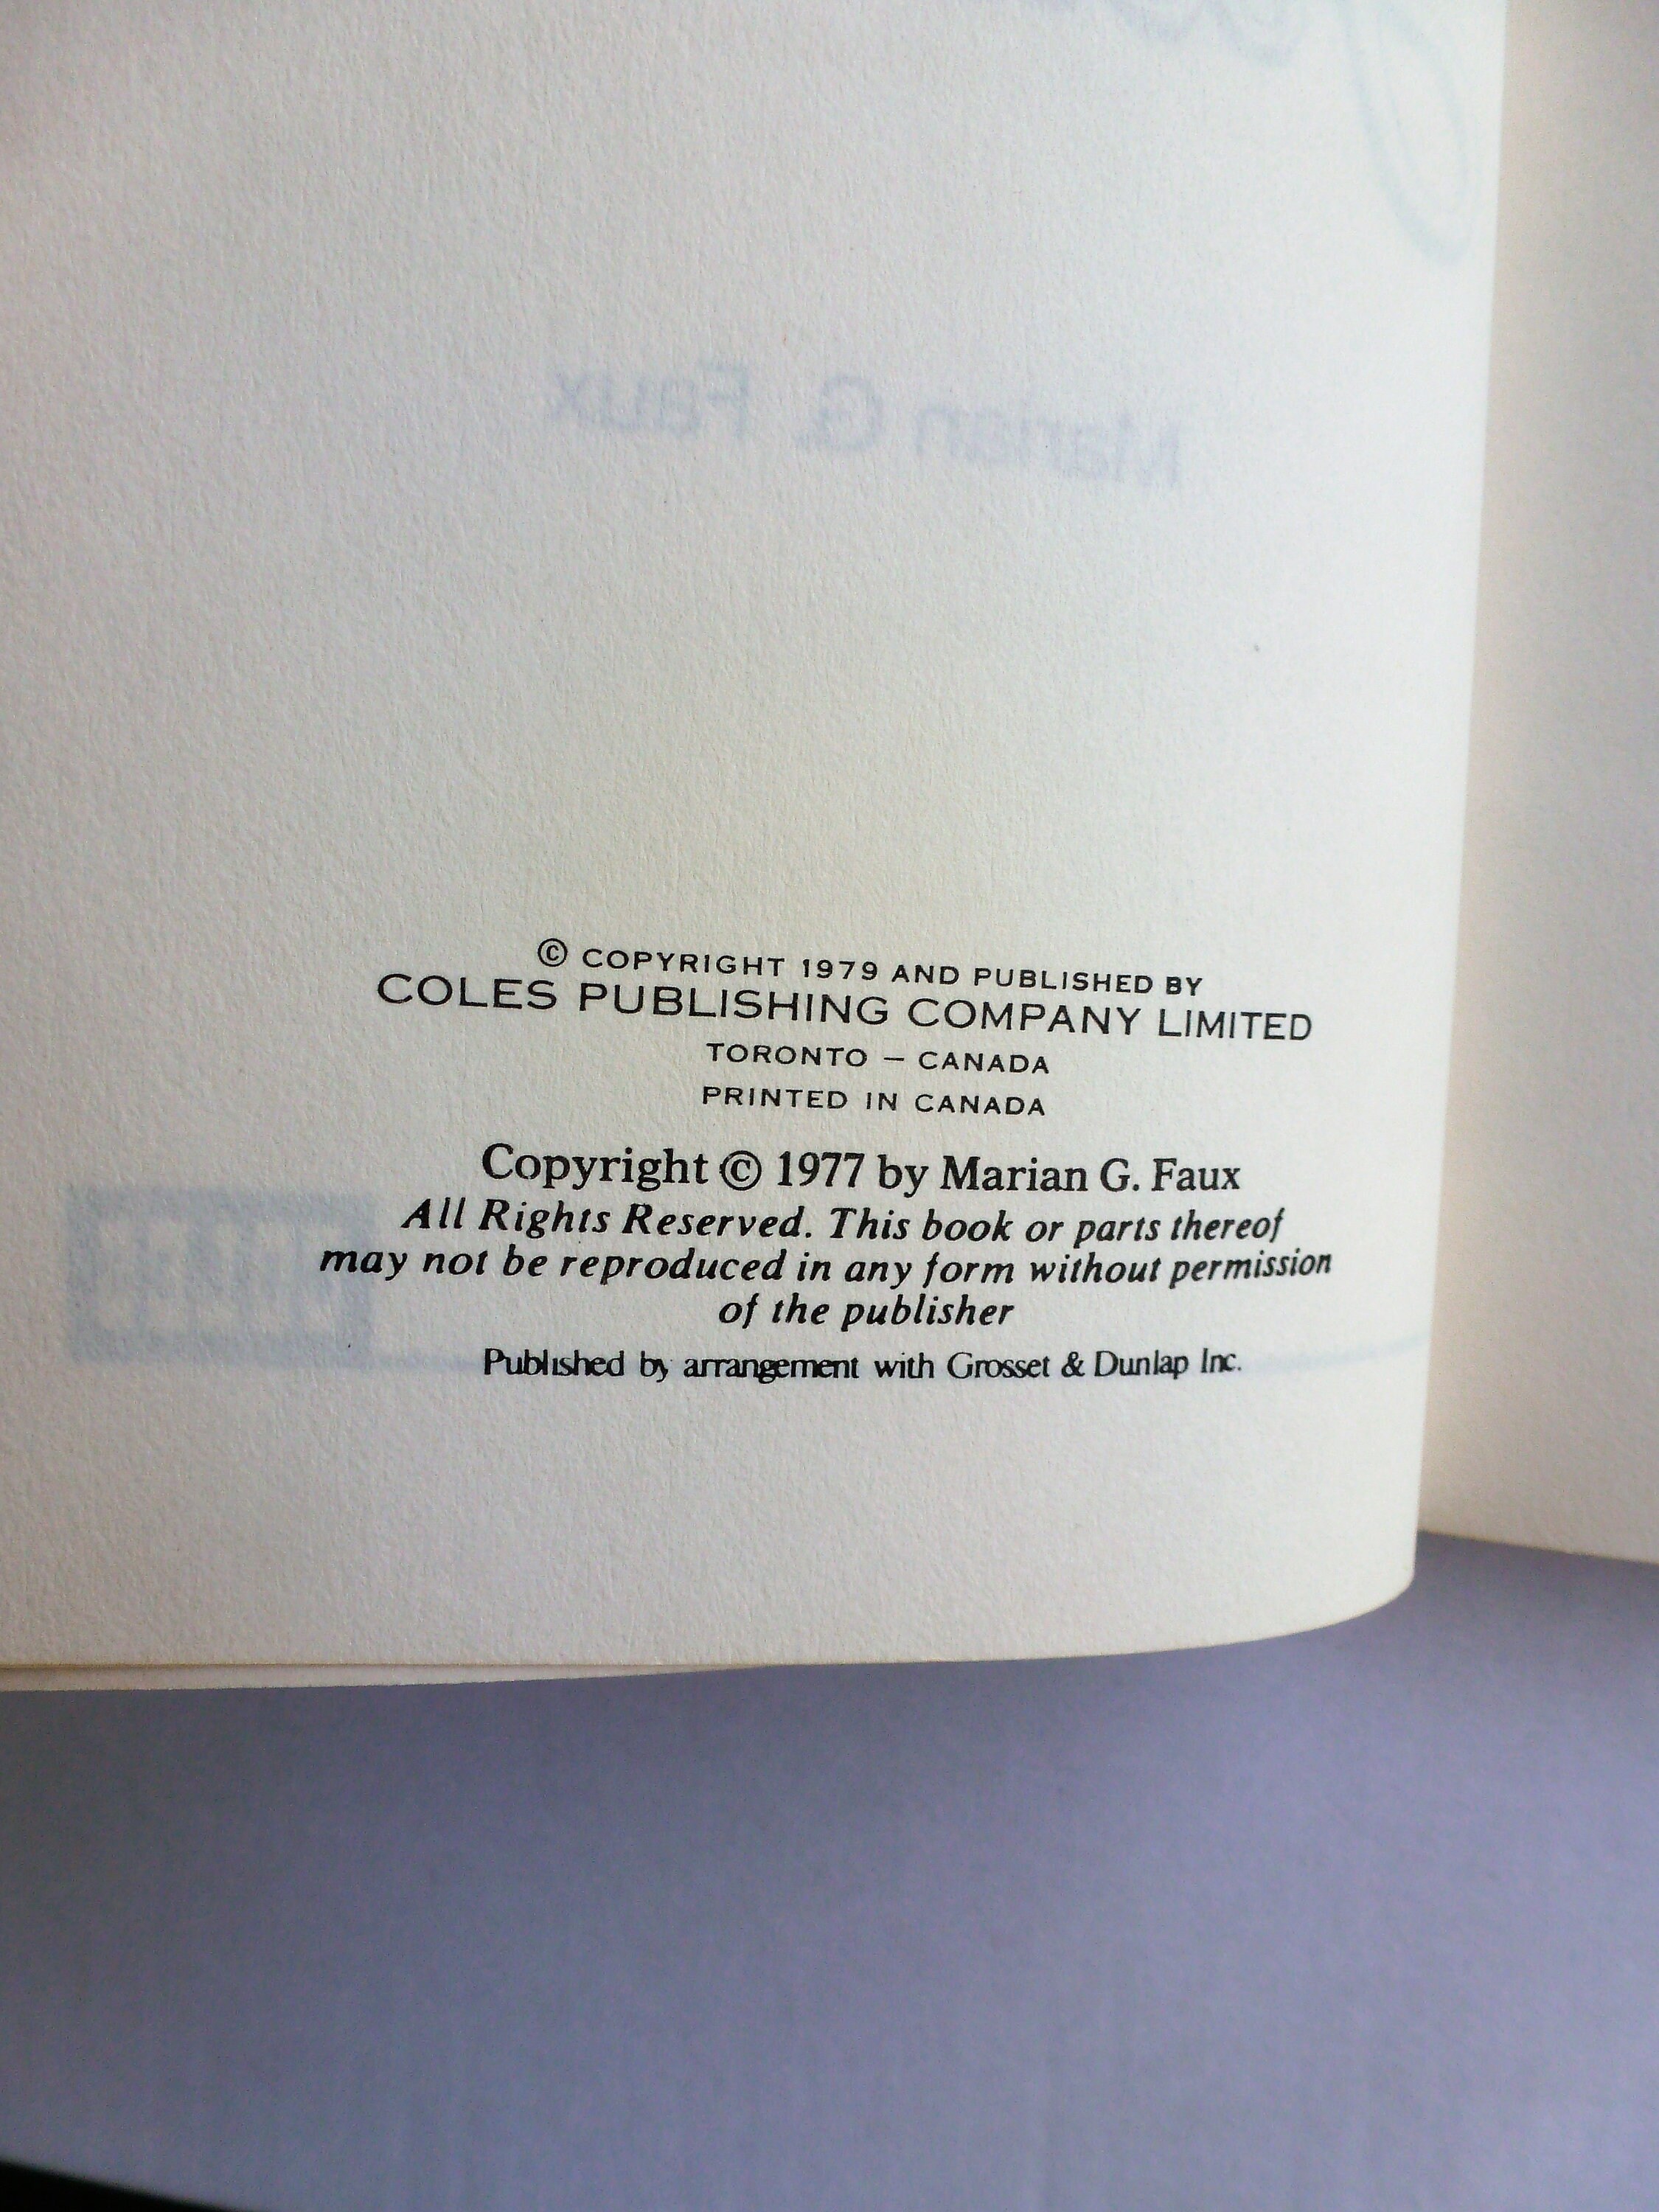 Marian G. Faux
© COPYRIGHT 1979 AND PUBLISHED BY
COLES PUBLISHING COMPANY LIMITED
TORONTO – CANADA
PRINTED IN CANADA
Copyright © 1977 by Marian G. Faux
All Rights Reserved. This book or parts thereof
may not be reproduced in any form without permission
of the publisher
Published by arrangement with Grosset & Dunlap Inc.